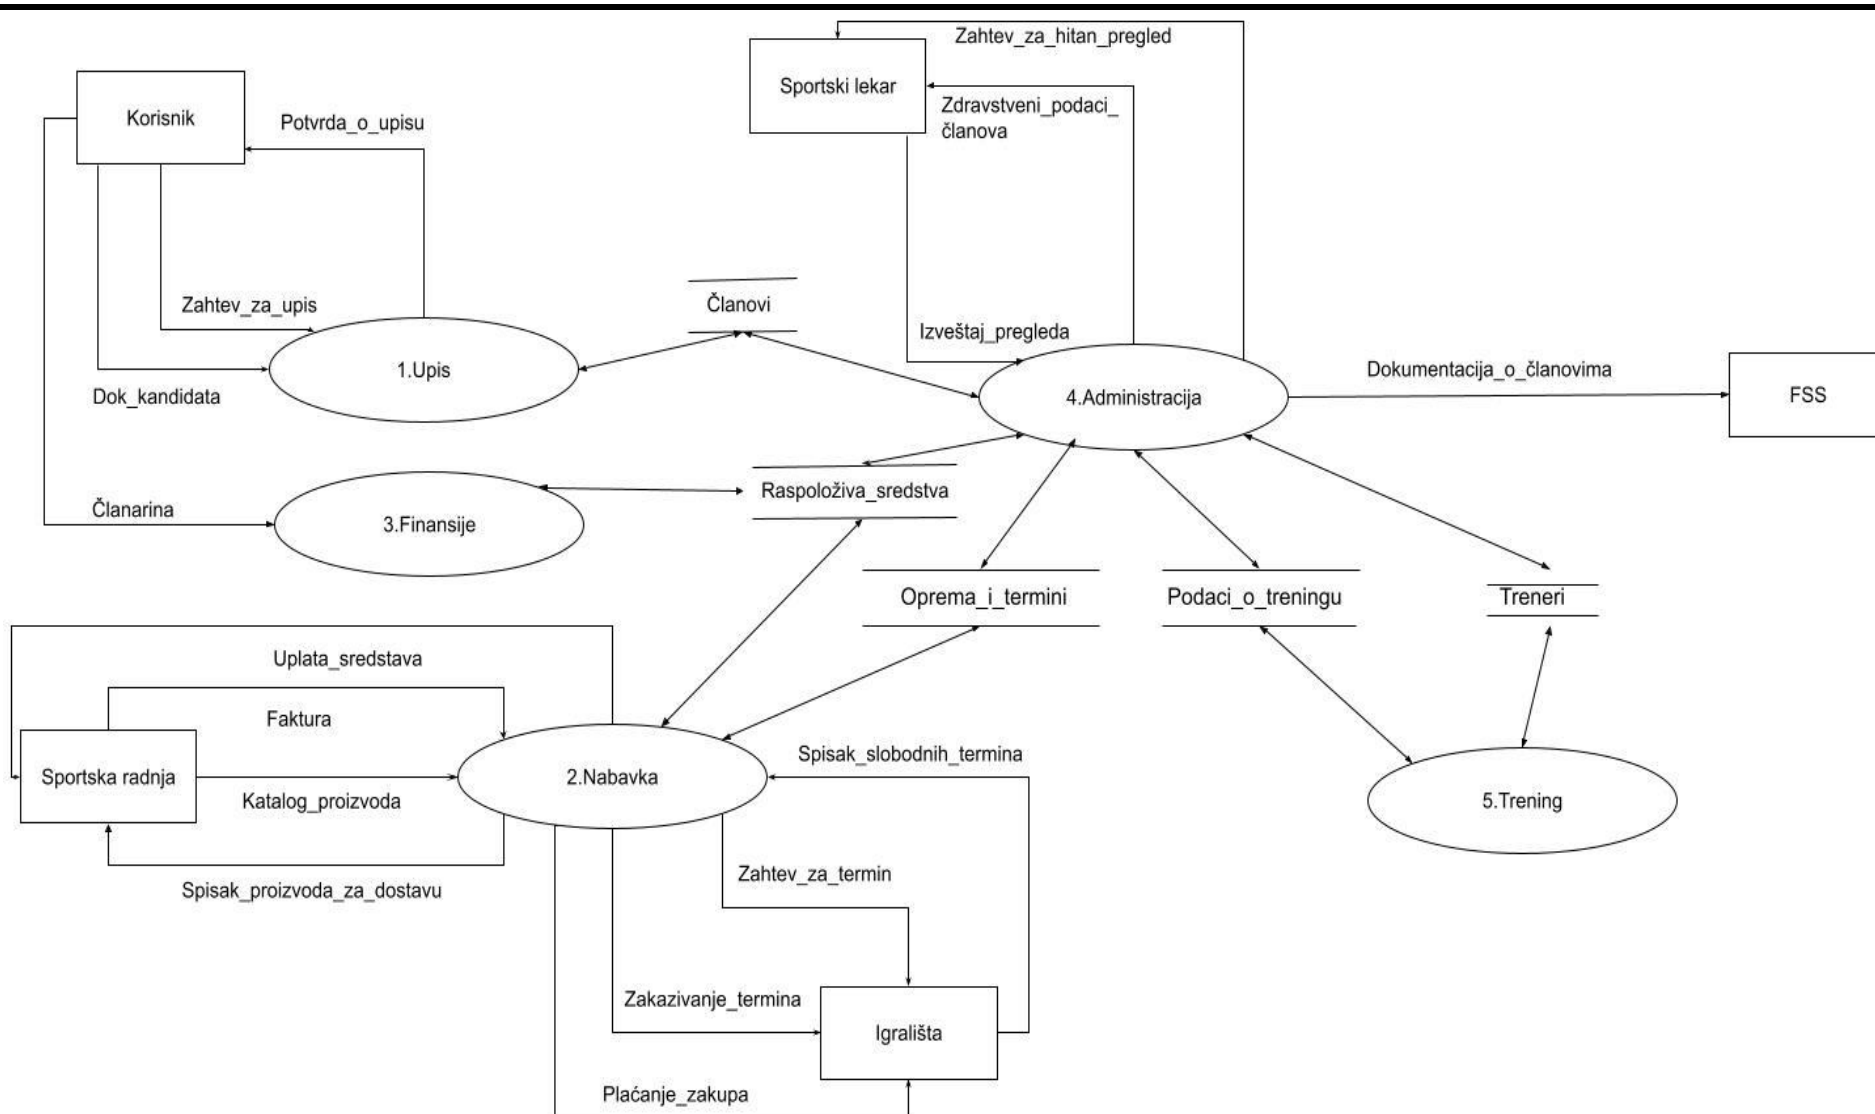 Zahtev_za_hitan_pregled
Sportski lekar
Zdravstveni_podaci_
članova
Korisnik
Potvrda_o_upisu
Zahtev_za_upis
Članovi
Izveštaj_pregleda
1.Upis
Dok_kandidata
4.Administracija
Dokumentacija_o_članovima
FSS
Članarina
3.Finansije
Raspoloživa_sredstva
Oprema_i_termini
Podaci_o_treningu
Treneri
Uplata_sredstava
Faktura
Sportska radnja
Katalog_proizvoda
2.Nabavka
Spisak_slobodnih_termina
5.Trening
Spisak_proizvoda_za_dostavu
Zahtev_za_termin
Zakazivanje_termina
Igrališta
Plaćanje_zakupa